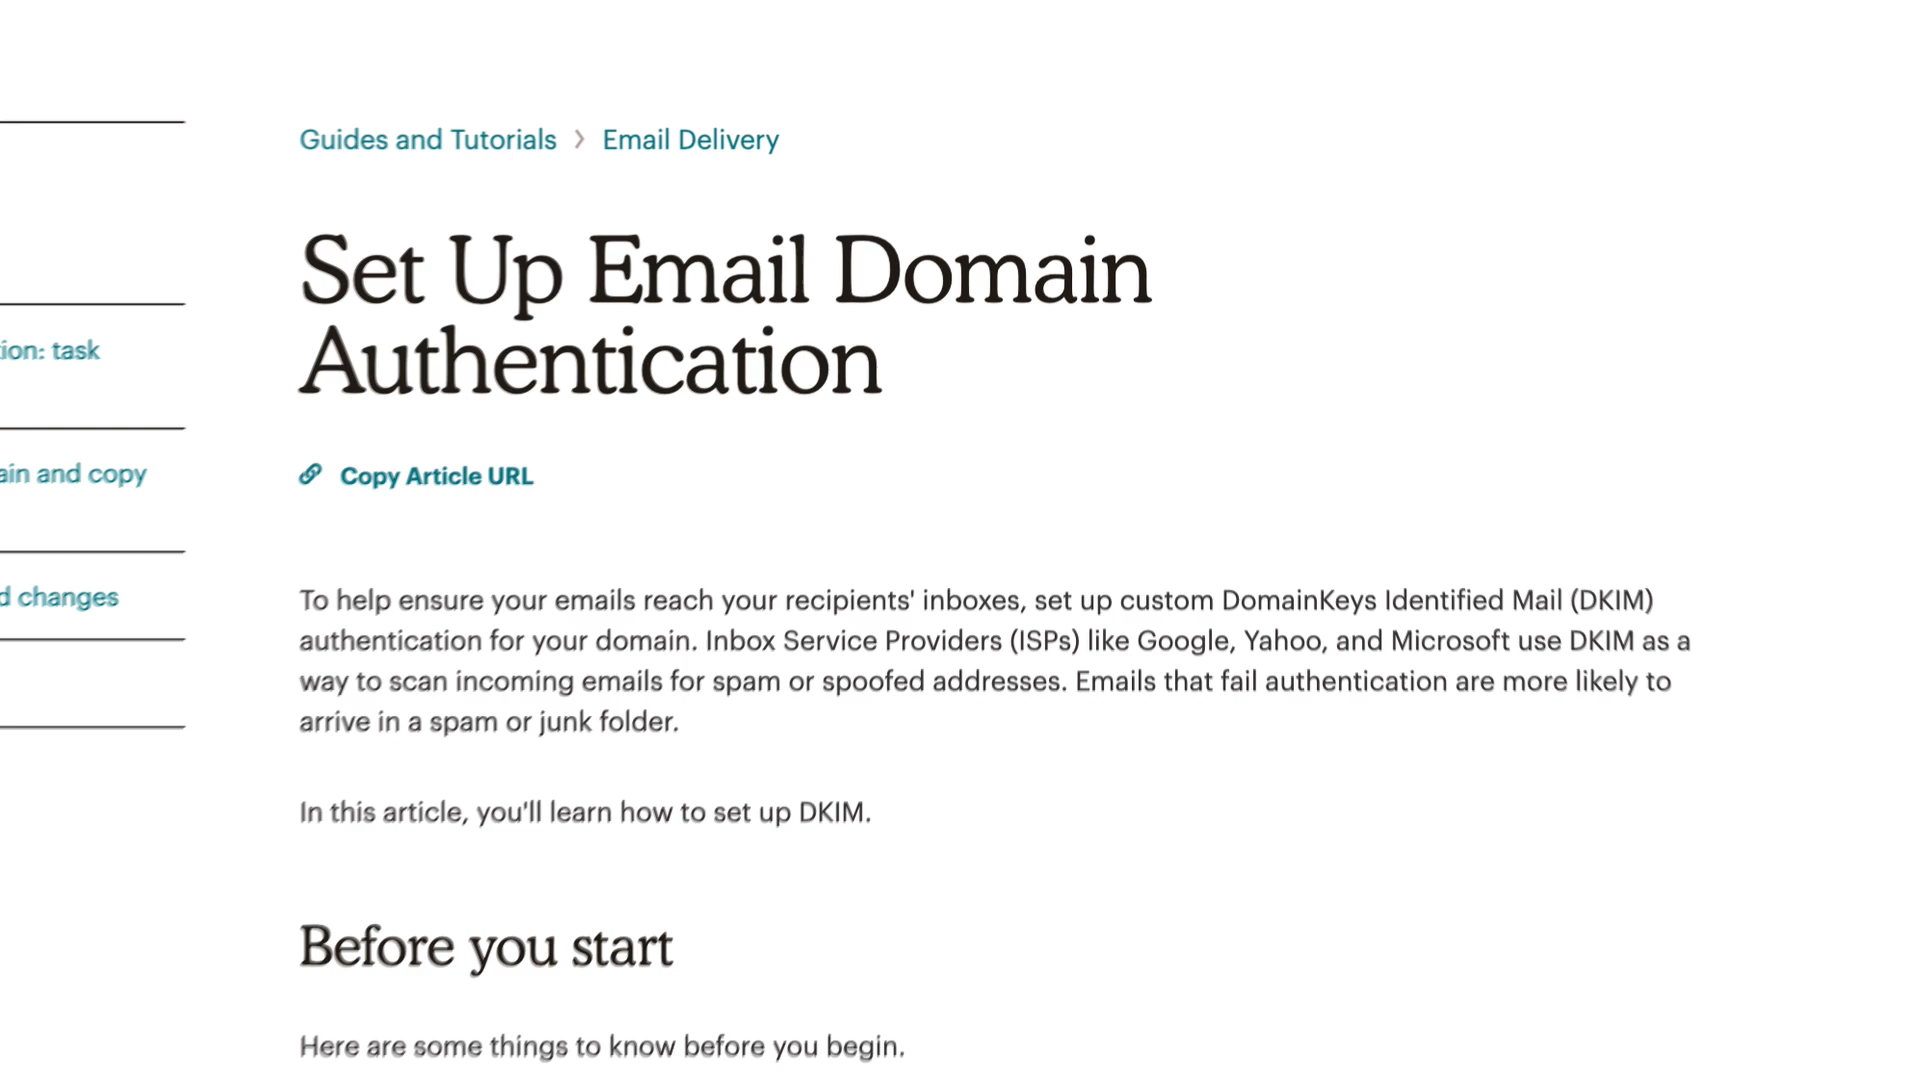 Guides and Tutorials > Email Delivery
Set Up Email Domain
Authentication
ion: task
ain and copy
d changes
Copy Article URL
To help ensure your emails reach your recipients' inboxes, set up custom DomainKeys Identified Mail (DKIM)
authentication for your domain. Inbox Service Providers (ISPs) like Google, Yahoo, and Microsoft use DKIM as a
way to scan incoming emails for spam or spoofed addresses. Emails that fail authentication are more likely to
arrive in a spam or junk folder.
In this article, you'll learn how to set up DKIM.
Before you start
Here are some things to know before you begin.